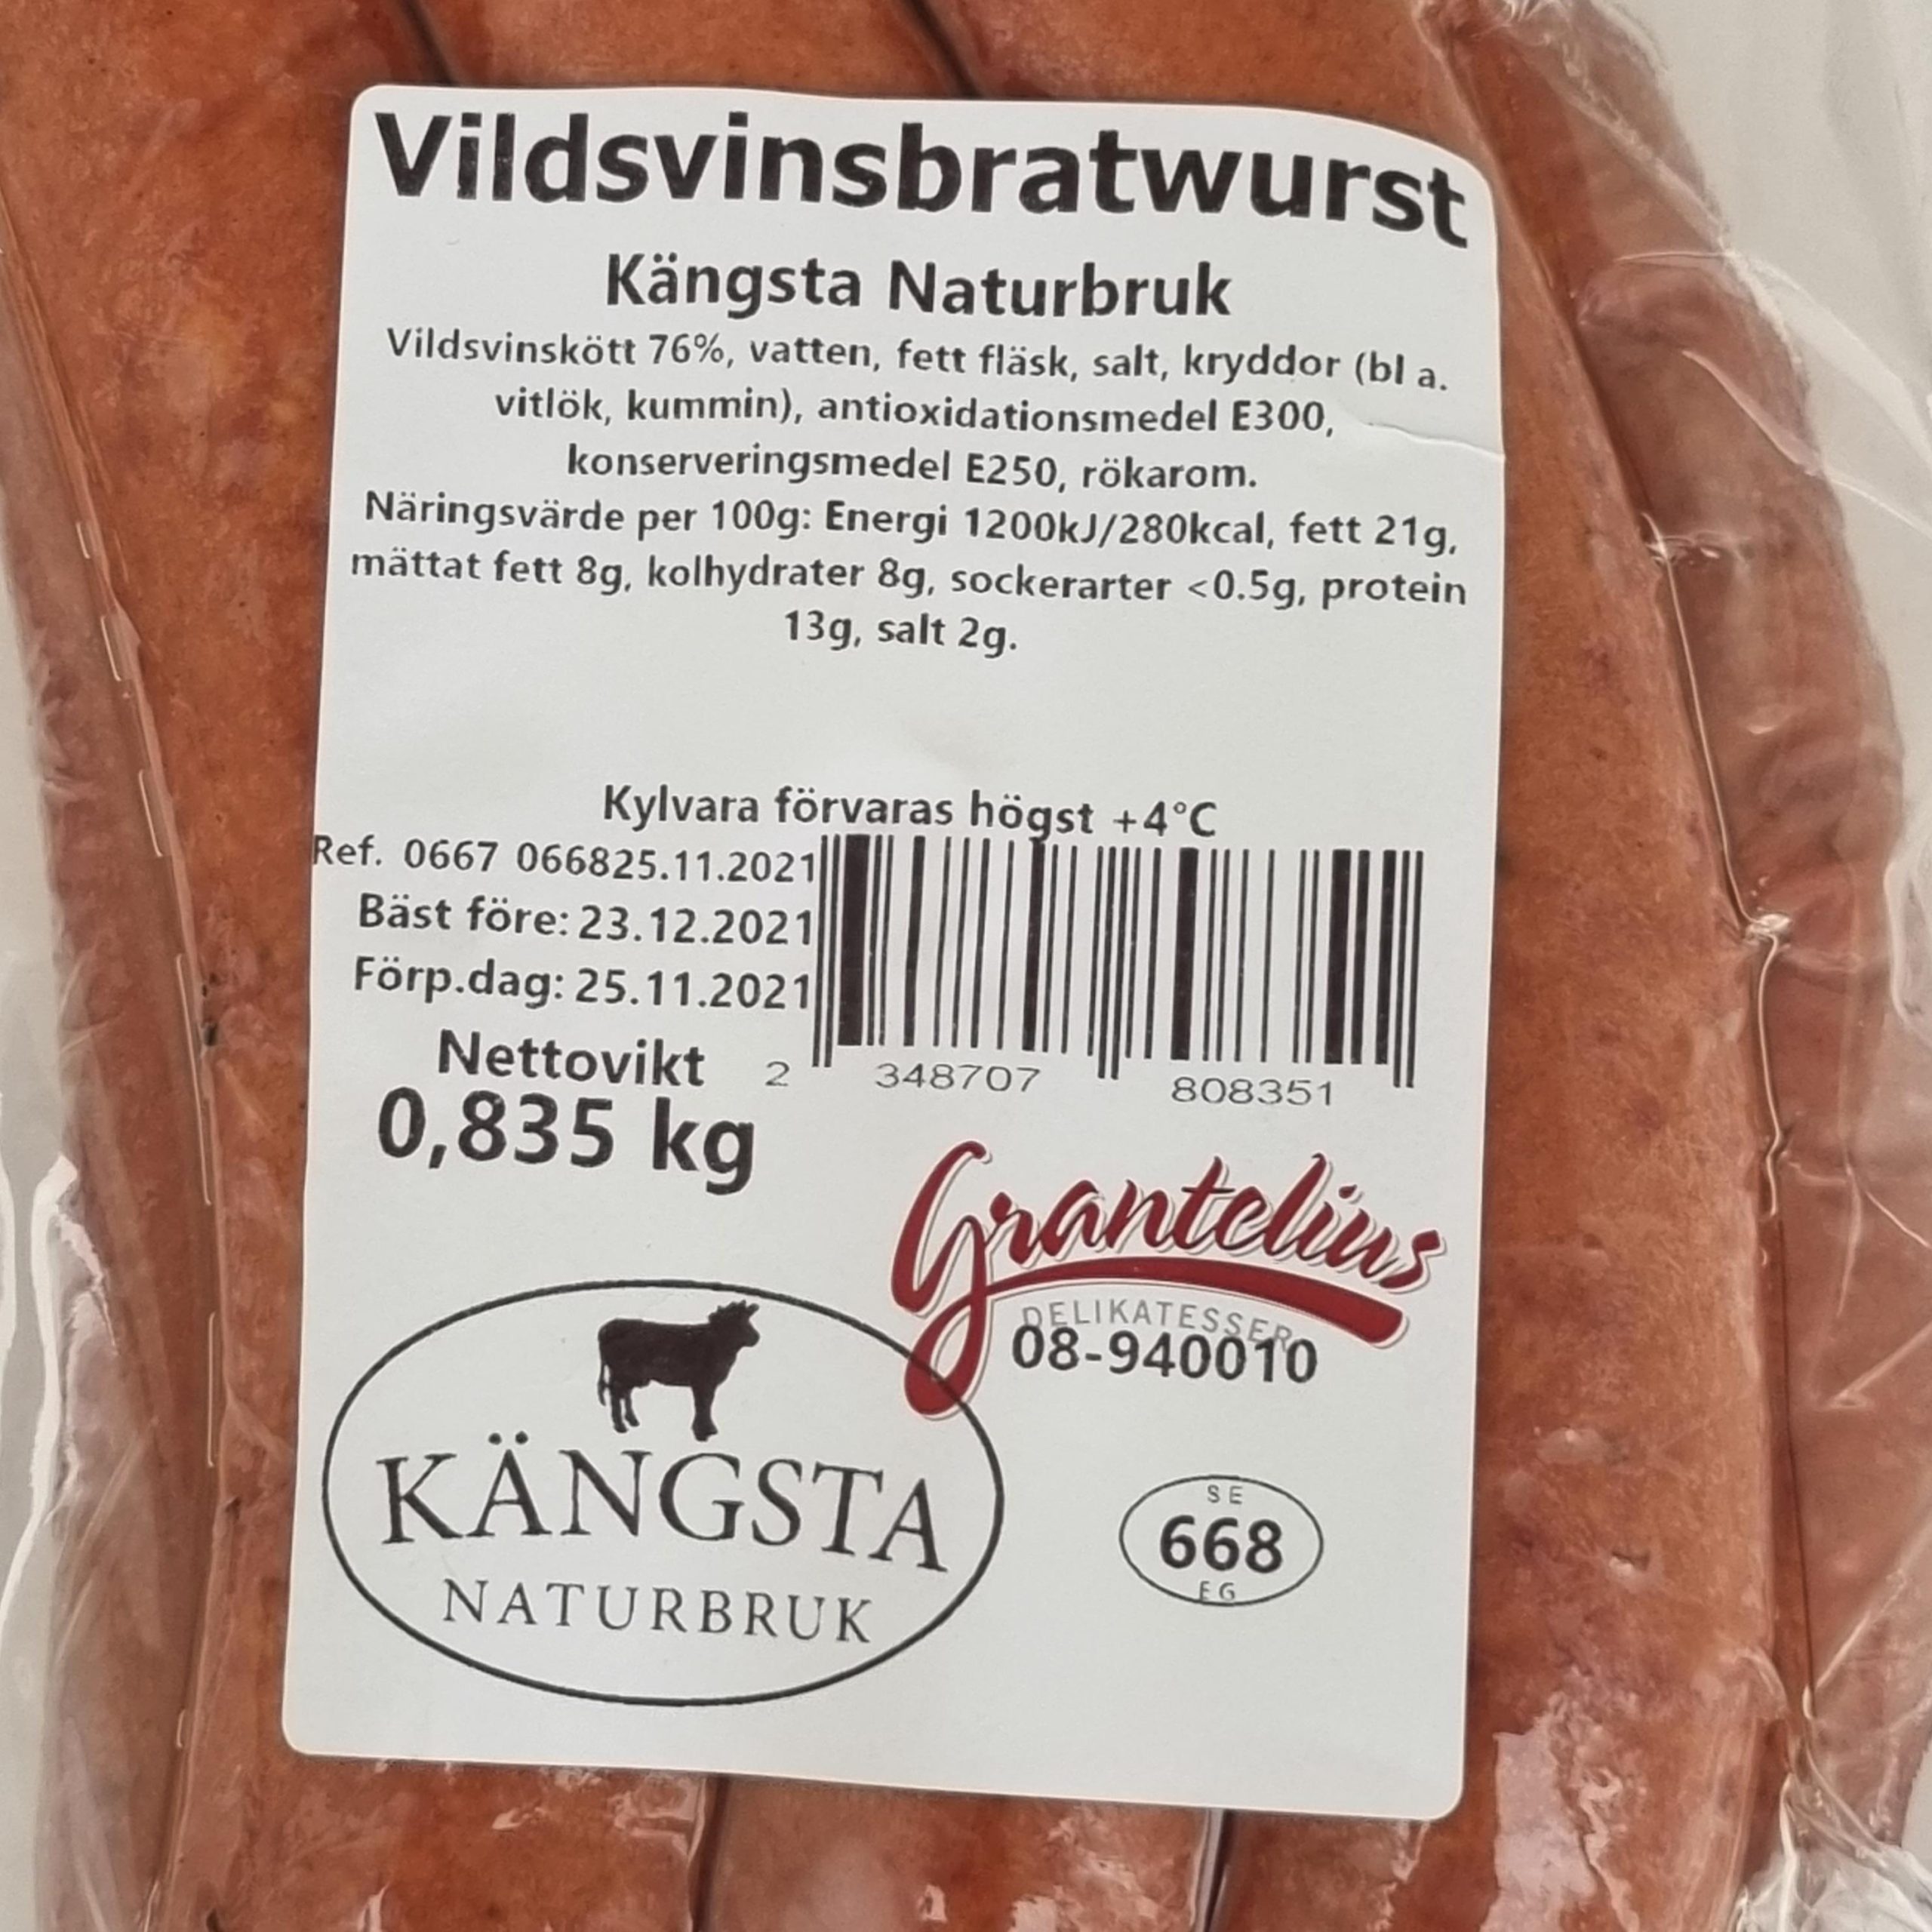 Vildsvinsbratwurst
Kängsta Naturbruk
Vildsvinskött 76%, vatten, fett fläsk, salt, kryddor (bl a.
vitlök, kummin), antioxidationsmedel E300,
konserveringsmedel E250, rökarom.
Näringsvärde per 100g: Energi 1200kJ/280kcal, fett 21g,
mättat fett 8g, kolhydrater 8g, sockerarter <0.5g, protein
13g, salt 2g.
Kylvara förvaras högst +4°C
Ref. 0667 066825.11.2021
Bäst före: 23.12.2021
Förp.dag: 25.11.2021
Nettovikt
0,835 kg
2 348707 808351
Grantelius
DELIKATESSER
08-940010
KÄNGSTA
NATURBRUK
SE
668
EG